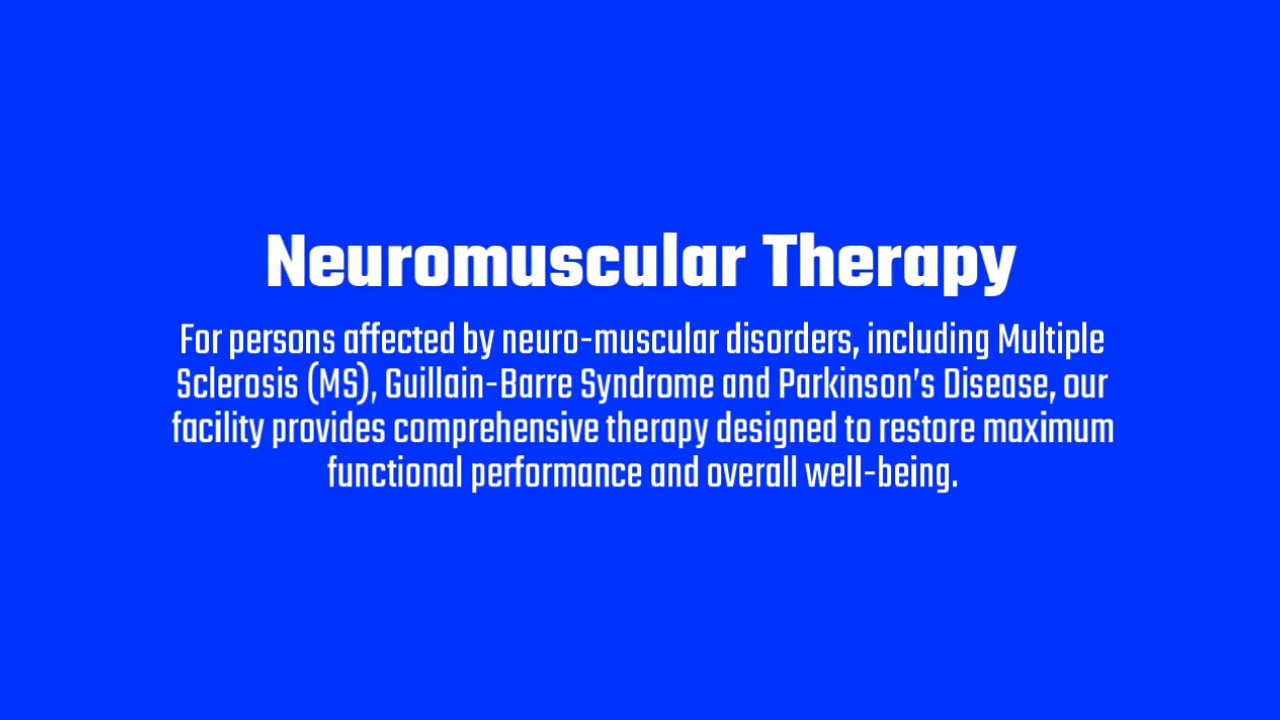 Neuromuscular Therapy
For persons affected by neuro-muscular disorders, including Multiple
Sclerosis (MS), Guillain-Barre Syndrome and Parkinson’s Disease, our
facility provides comprehensive therapy designed to restore maximum
functional performance and overall well-being.